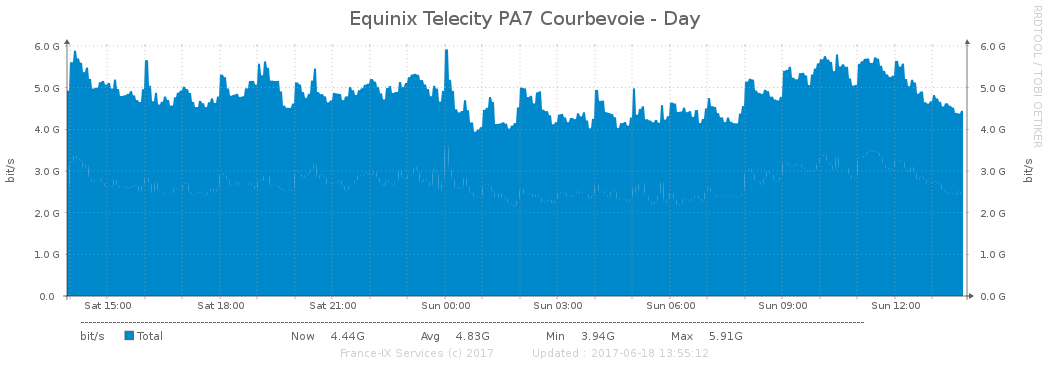 Equinix Telecity PA7 Courbevoie - Day
RRDTOOL / TOBI OETIKER
bit/s
6.0 G 6.0 G
5.0 G 5.0 G
4.0 G 4.0 G
3.0 G 3.0 G
2.0 G 2.0 G
1.0 G 1.0 G
0.0 0.0 G
bit/s
Sat 15:00 Sat 18:00 Sat 21:00 Sun 00:00 Sun 03:00 Sun 06:00 Sun 09:00 Sun 12:00
bit/s Total Now 4.44G Avg 4.83G Min 3.94G Max 5.91G
France-IX Services (c) 2017 Updated : 2017-06-18 13:55:12